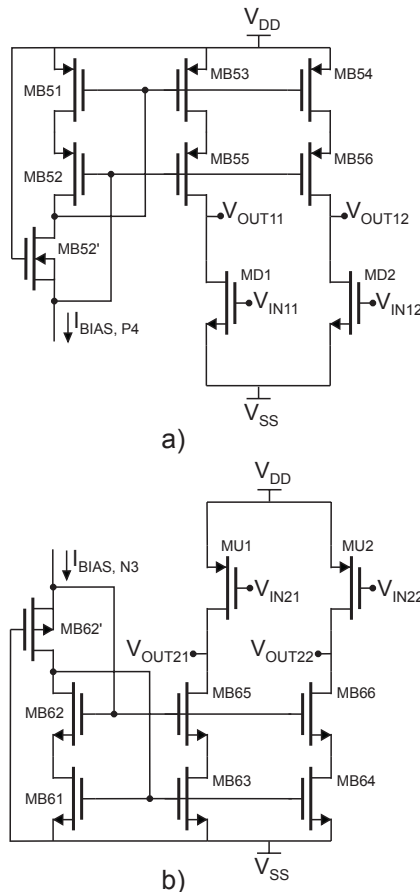 V_DD
MB51
MB53
MB54
MB52
MB55
MB56
V_OUT11
V_OUT12
MB52'
MD1
MD2
V_IN11
V_IN12
I_BIAS, P4
V_SS
a)
V_DD
I_BIAS, N3
MU1
MU2
V_IN21
V_IN22
MB62'
V_OUT21
V_OUT22
MB62
MB65
MB66
MB61
MB63
MB64
V_SS
b)